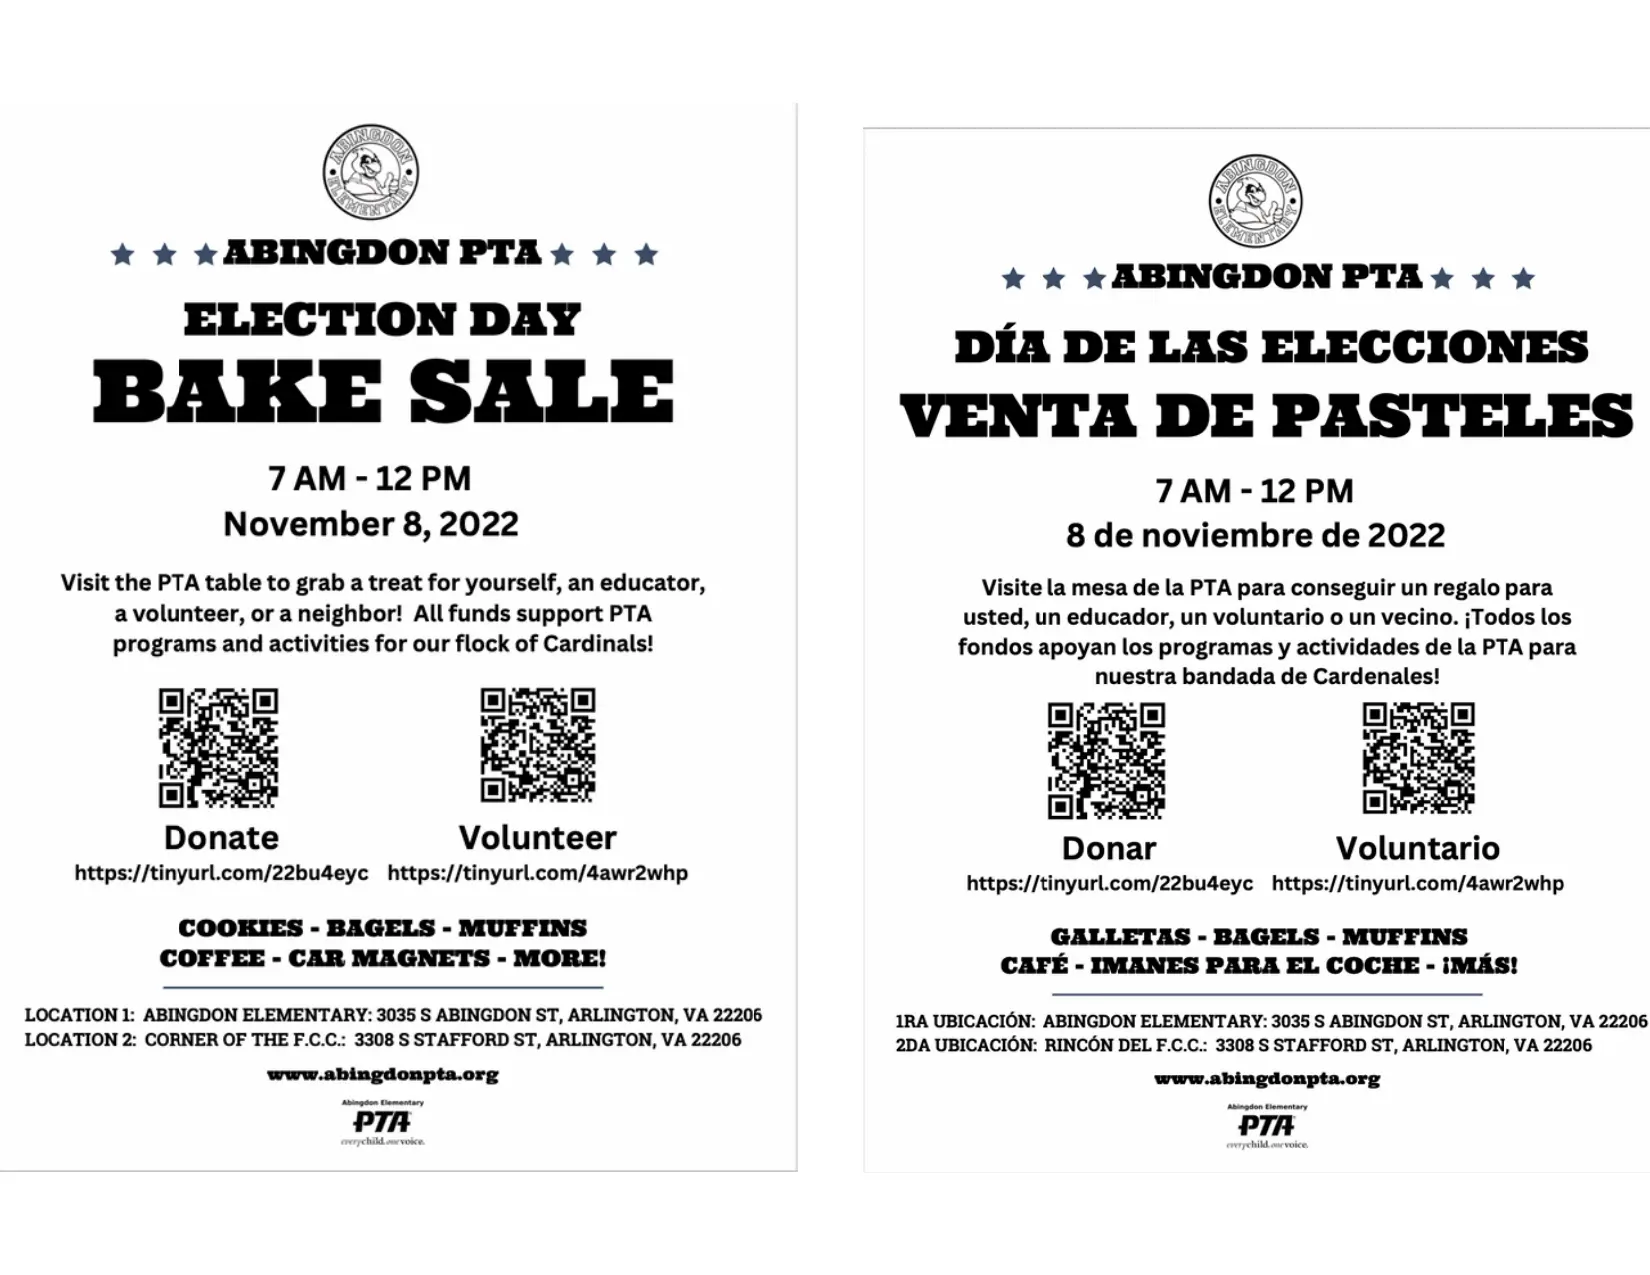 ABINGDON
ELEMENTARY
ABINGDON PTA
ELECTION DAY
BAKE SALE
7 AM - 12 PM
November 8, 2022
Visit the PTA table to grab a treat for yourself, an educator,
a volunteer, or a neighbor! All funds support PTA
programs and activities for our flock of Cardinals!
Donate
https://tinyurl.com/22bu4eyc
Volunteer
https://tinyurl.com/4awr2whp
COOKIES - BAGELS - MUFFINS
COFFEE - CAR MAGNETS - MORE!
LOCATION 1: ABINGDON ELEMENTARY: 3035 S ABINGDON ST, ARLINGTON, VA 22206
LOCATION 2: CORNER OF THE F.C.C.: 3308 S STAFFORD ST, ARLINGTON, VA 22206
www.abingdonpta.org
Abingdon Elementary
PTA
everychild.onevoice.
ABINGDON
ELEMENTARY
ABINGDON PTA
DÍA DE LAS ELECCIONES
VENTA DE PASTELES
7 AM - 12 PM
8 de noviembre de 2022
Visite la mesa de la PTA para conseguir un regalo para
usted, un educador, un voluntario o un vecino. ¡Todos los
fondos apoyan los programas y actividades de la PTA para
nuestra bandada de Cardenales!
Donar
https://tinyurl.com/22bu4eyc
Voluntario
https://tinyurl.com/4awr2whp
GALLETAS - BAGELS - MUFFINS
CAFÉ - IMANES PARA EL COCHE - ¡MÁS!
1RA UBICACIÓN: ABINGDON ELEMENTARY: 3035 S ABINGDON ST, ARLINGTON, VA 22206
2DA UBICACIÓN: RINCÓN DEL F.C.C.: 3308 S STAFFORD ST, ARLINGTON, VA 22206
www.abingdonpta.org
Abingdon Elementary
PTA
everychild.onevoice.